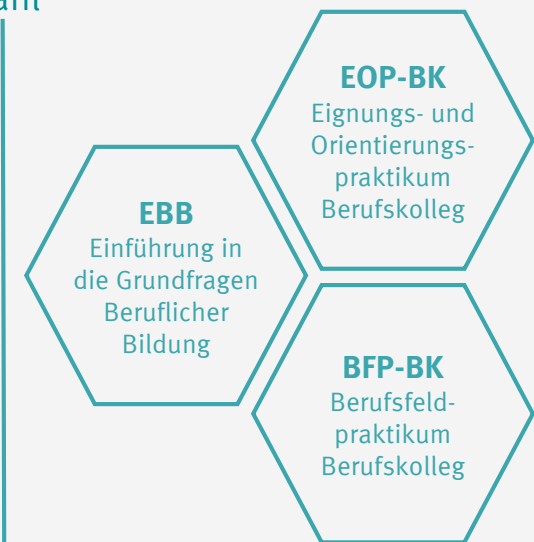 EOP-BK
Eignungs- und
Orientierungs-
praktikum
Berufskolleg
EBB
Einführung in
die Grundfragen
Beruflicher
Bildung
BFP-BK
Berufsfeld-
praktikum
Berufskolleg